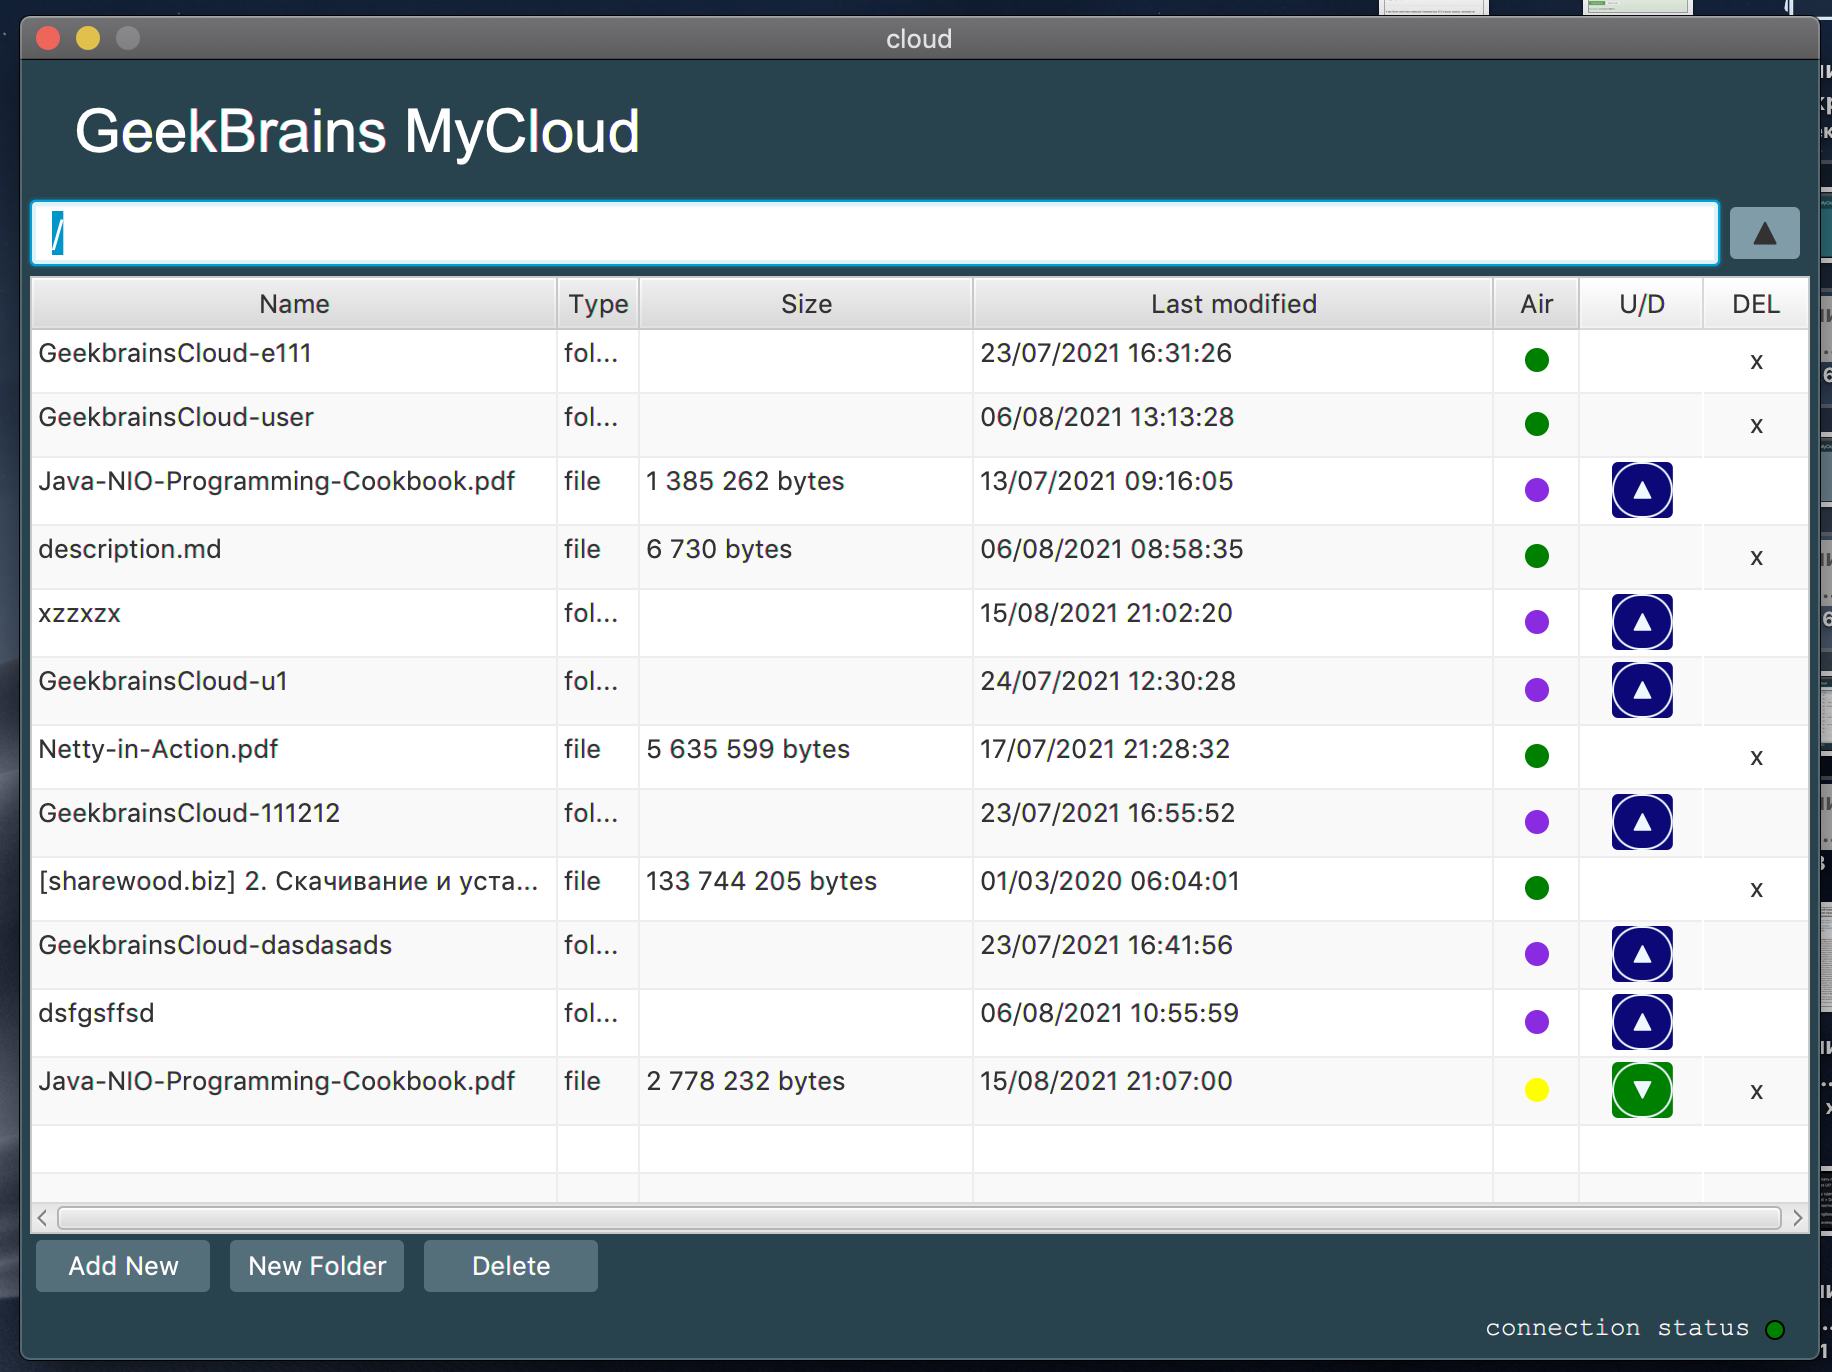 cloud
GeekBrains MyCloud
/
Name Type Size Last modified Air U/D DEL
GeekbrainsCloud-e111 fol... 23/07/2021 16:31:26 x
GeekbrainsCloud-user fol... 06/08/2021 13:13:28 x
Java-NIO-Programming-Cookbook.pdf file 1 385 262 bytes 13/07/2021 09:16:05
description.md file 6 730 bytes 06/08/2021 08:58:35 x
xzzxzx fol... 15/08/2021 21:02:20
GeekbrainsCloud-u1 fol... 24/07/2021 12:30:28
Netty-in-Action.pdf file 5 635 599 bytes 17/07/2021 21:28:32 x
GeekbrainsCloud-111212 fol... 23/07/2021 16:55:52
[sharewood.biz] 2. Скачивание и уста... file 133 744 205 bytes 01/03/2020 06:04:01 x
GeekbrainsCloud-dasdasads fol... 23/07/2021 16:41:56
dsfgsffsd fol... 06/08/2021 10:55:59
Java-NIO-Programming-Cookbook.pdf file 2 778 232 bytes 15/08/2021 21:07:00 x
Add New New Folder Delete
connection status